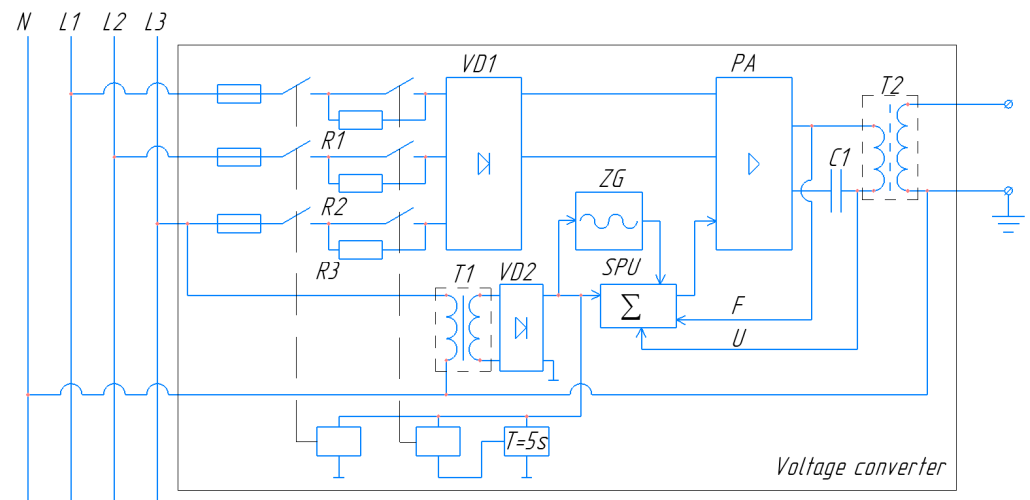 N L1 L2 L3
VD1
PA
T2
R1
C1
ZG
R2
R3
T1
VD2
SPU
Σ
F
U
T=5s
Voltage converter